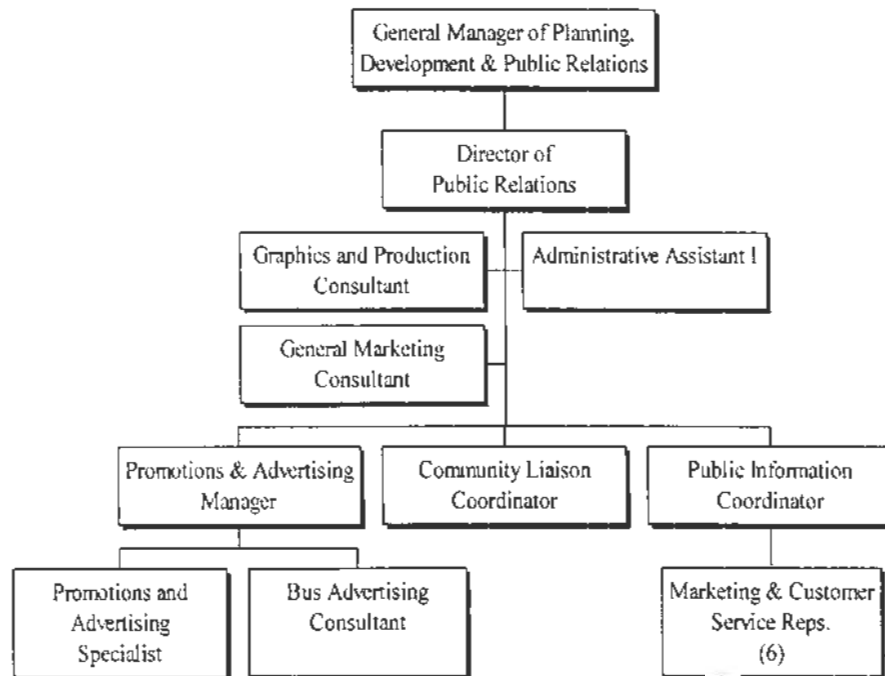 General Manager of Planning,
Development & Public Relations
Director of
Public Relations
Graphics and Production
Consultant
Administrative Assistant I
General Marketing
Consultant
Promotions & Advertising
Manager
Community Liaison
Coordinator
Public Information
Coordinator
Promotions and
Advertising
Specialist
Bus Advertising
Consultant
Marketing & Customer
Service Reps.
(6)